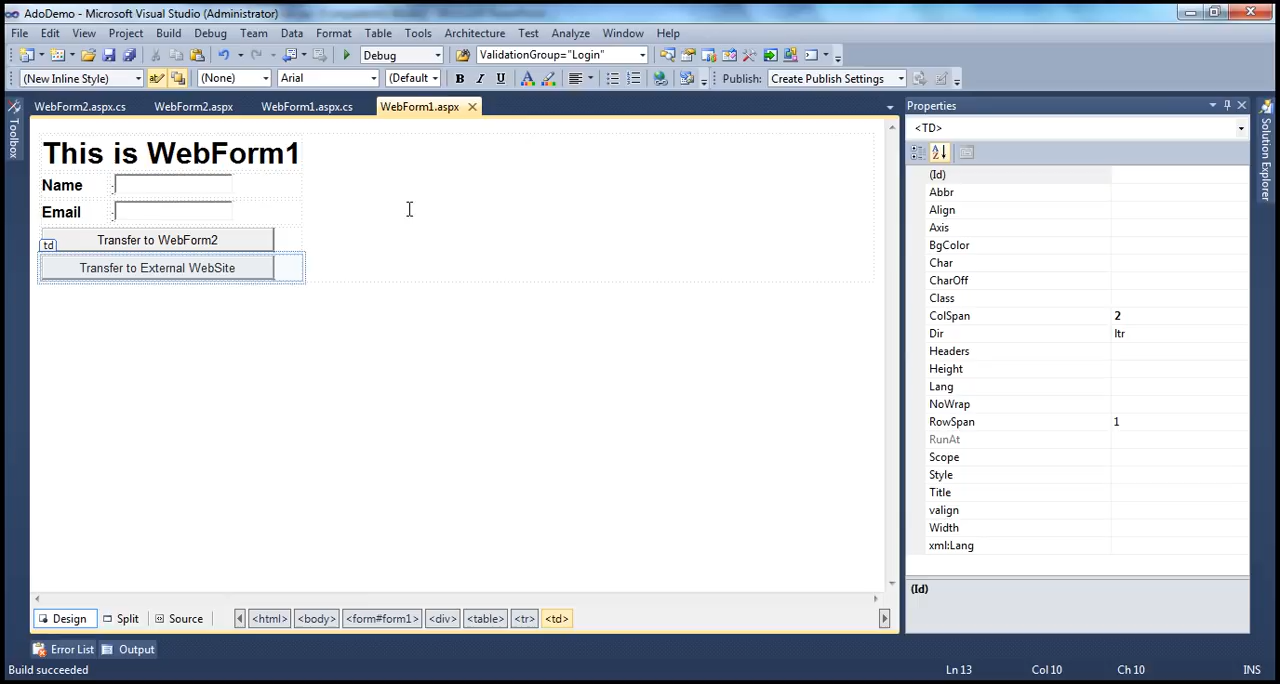 AdoDemo - Microsoft Visual Studio (Administrator)
File Edit View Project Build Debug Team Data Format Table Tools Architecture Test Analyze Window Help
Debug ValidationGroup="Login"
(New Inline Style) (None) Arial (Default B I U A Publish: Create Publish Settings
WebForm2.aspx.cs WebForm2.aspx WebForm1.aspx.cs WebForm1.aspx
Toolbox
This is WebForm1
Name :
Email :
Transfer to WebForm2
td
Transfer to External WebSite
Properties
<TD>
(Id)
Abbr
Align
Axis
BgColor
Char
CharOff
Class
ColSpan 2
Dir ltr
Headers
Height
Lang
NoWrap
RowSpan 1
RunAt
Scope
Style
Title
valign
Width
xml:Lang
(Id)
Solution Explorer
Design Split Source <html> <body> <form#form1> <div> <table> <tr> <td>
Error List Output
Build succeeded Ln 13 Col 10 Ch 10 INS